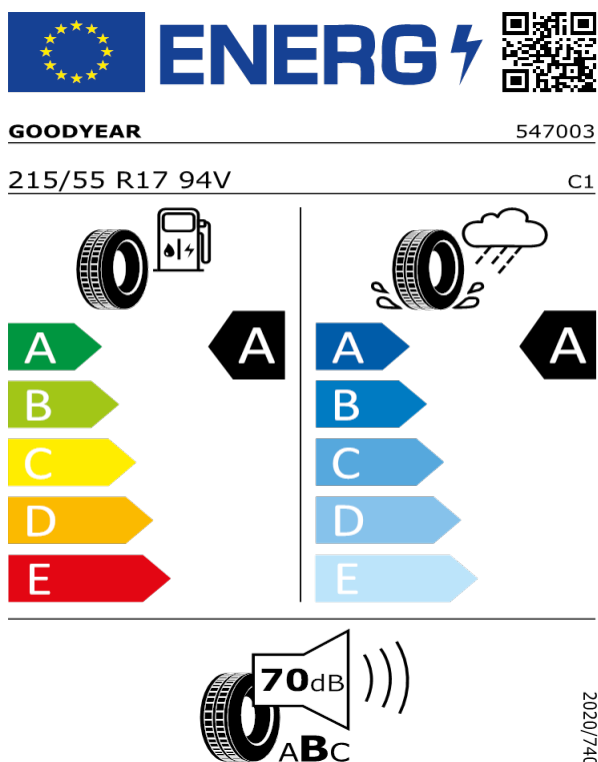 ENERG
GOODYEAR 547003
215/55 R17 94V C1
A A A A
B B
C C
D D
E E
70dB
ABC
2020/740